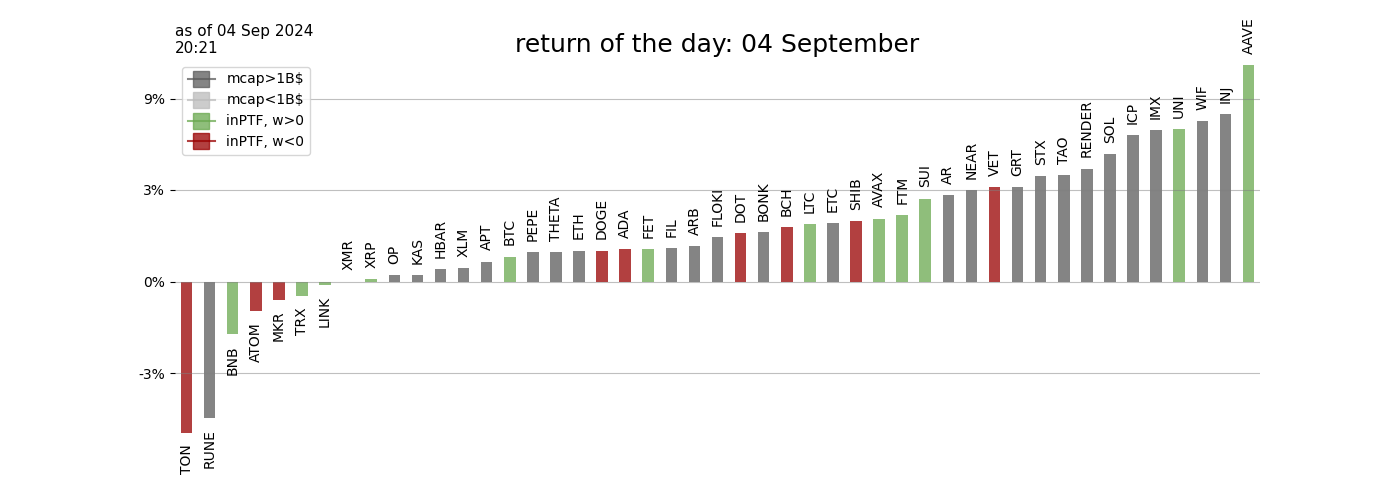 as of 04 Sep 2024
20:21
return of the day: 04 September
mcap>1B$
mcap<1B$
inPTF, w>0
inPTF, w<0
9%
3%
0%
-3%
TON
RUNE
BNB
ATOM
MKR
TRX
LINK
XMR
XRP
OP
KAS
HBAR
XLM
APT
BTC
PEPE
THETA
ETH
DOGE
ADA
FET
FIL
ARB
FLOKI
DOT
BONK
BCH
LTC
ETC
SHIB
AVAX
FTM
SUI
AR
NEAR
VET
GRT
STX
TAO
RENDER
SOL
ICP
IMX
UNI
WIF
INJ
AAVE